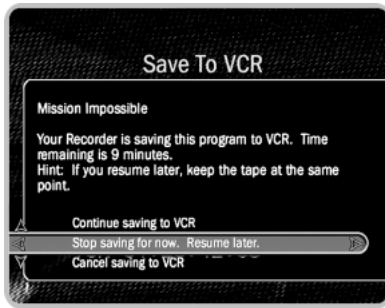 Save To VCR
Mission Impossible
Your Recorder is saving this program to VCR. Time
remaining is 9 minutes.
Hint: If you resume later, keep the tape at the same
point.
Continue saving to VCR
Stop saving for now. Resume later.
Cancel saving to VCR